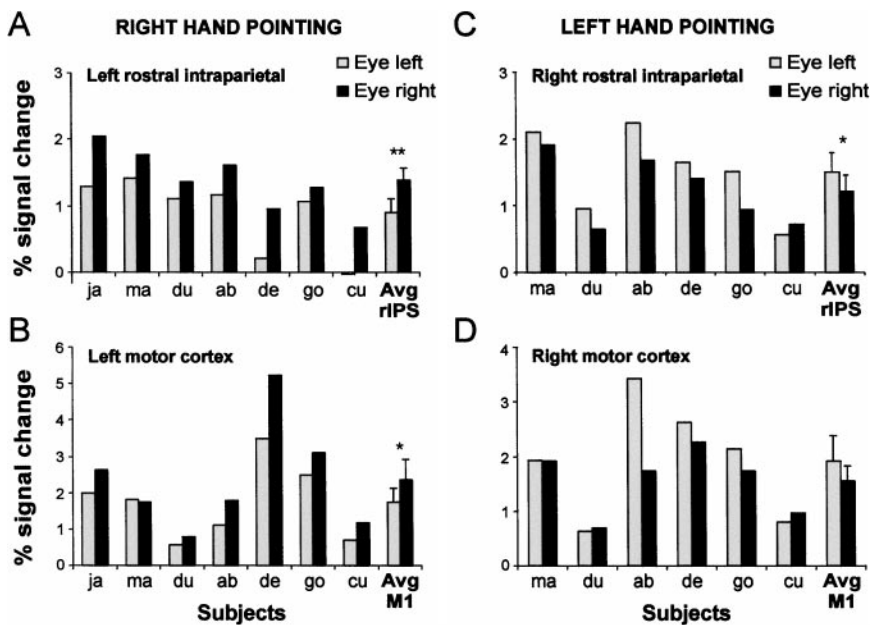 A
RIGHT HAND POINTING
Left rostral intraparietal
Eye left
Eye right
% signal change
3
2
1
0
**
ja ma du ab de go cu Avg
rIPS
B
Left motor cortex
% signal change
6
5
4
3
2
1
0
*
ja ma du ab de go cu Avg
M1
Subjects
C
LEFT HAND POINTING
Eye left
Eye right
Right rostral intraparietal
3
2
1
0
*
ma du ab de go cu Avg
rIPS
D
Right motor cortex
4
3
2
1
0
ma du ab de go cu Avg
M1
Subjects